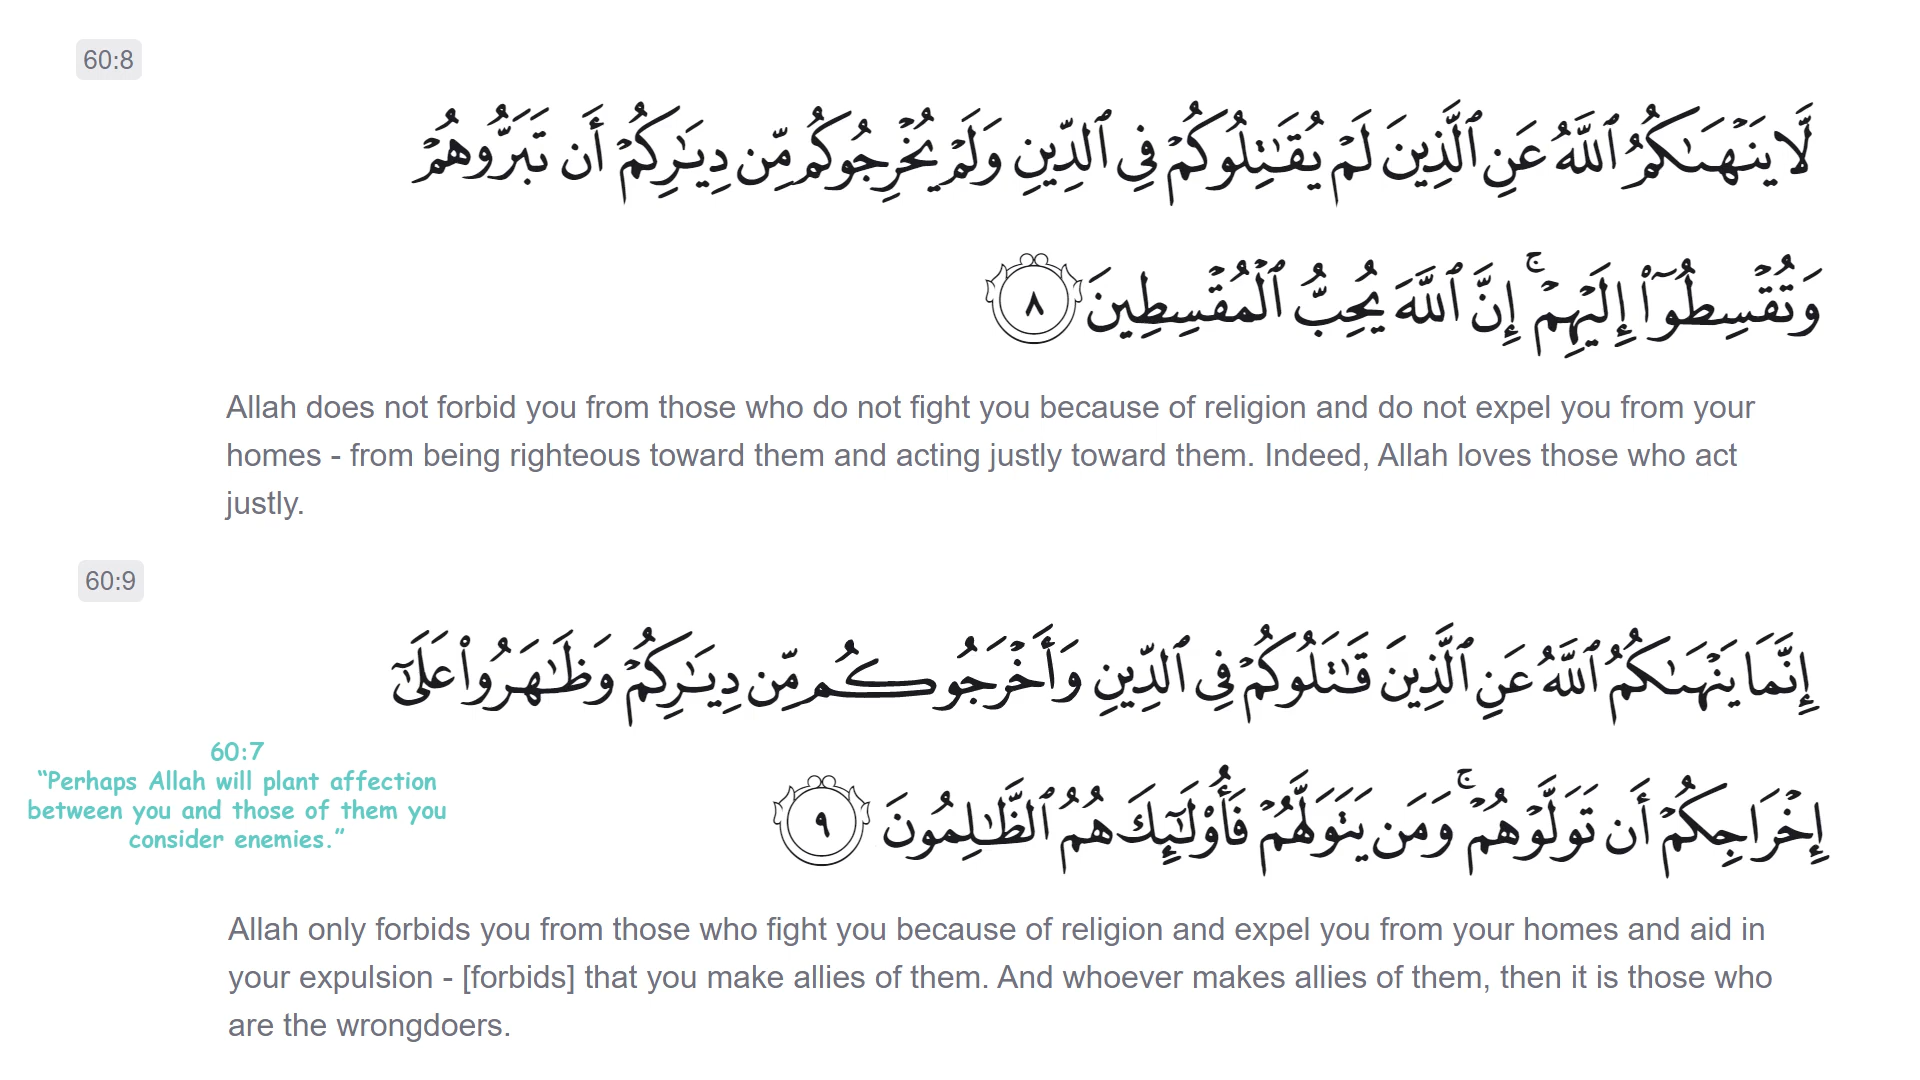 60:8
لَّا يَنْهَىٰكُمُ ٱللَّهُ عَنِ ٱلَّذِينَ لَمْ يُقَٰتِلُوكُمْ فِى ٱلدِّينِ وَلَمْ يُخْرِجُوكُم مِّن دِيَٰرِكُمْ أَن تَبَرُّوهُمْ
وَتُقْسِطُوٓا۟ إِلَيْهِمْ ۚ إِنَّ ٱللَّهَ يُحِبُّ ٱلْمُقْسِطِينَ ٨
Allah does not forbid you from those who do not fight you because of religion and do not expel you from your
homes - from being righteous toward them and acting justly toward them. Indeed, Allah loves those who act
justly.
60:9
إِنَّمَا يَنْهَىٰكُمُ ٱللَّهُ عَنِ ٱلَّذِينَ قَٰتَلُوكُمْ فِى ٱلدِّينِ وَأَخْرَجُوكُم مِّن دِيَٰرِكُمْ وَظَٰهَرُوا۟ عَلَىٰٓ
60:7
“Perhaps Allah will plant affection
between you and those of them you
consider enemies.”
إِخْرَاجِكُمْ أَن تَوَلَّوْهُمْ ۚ وَمَن يَتَوَلَّهُمْ فَأُو۟لَٰٓئِكَ هُمُ ٱلظَّٰلِمُونَ ٩
Allah only forbids you from those who fight you because of religion and expel you from your homes and aid in
your expulsion - [forbids] that you make allies of them. And whoever makes allies of them, then it is those who
are the wrongdoers.